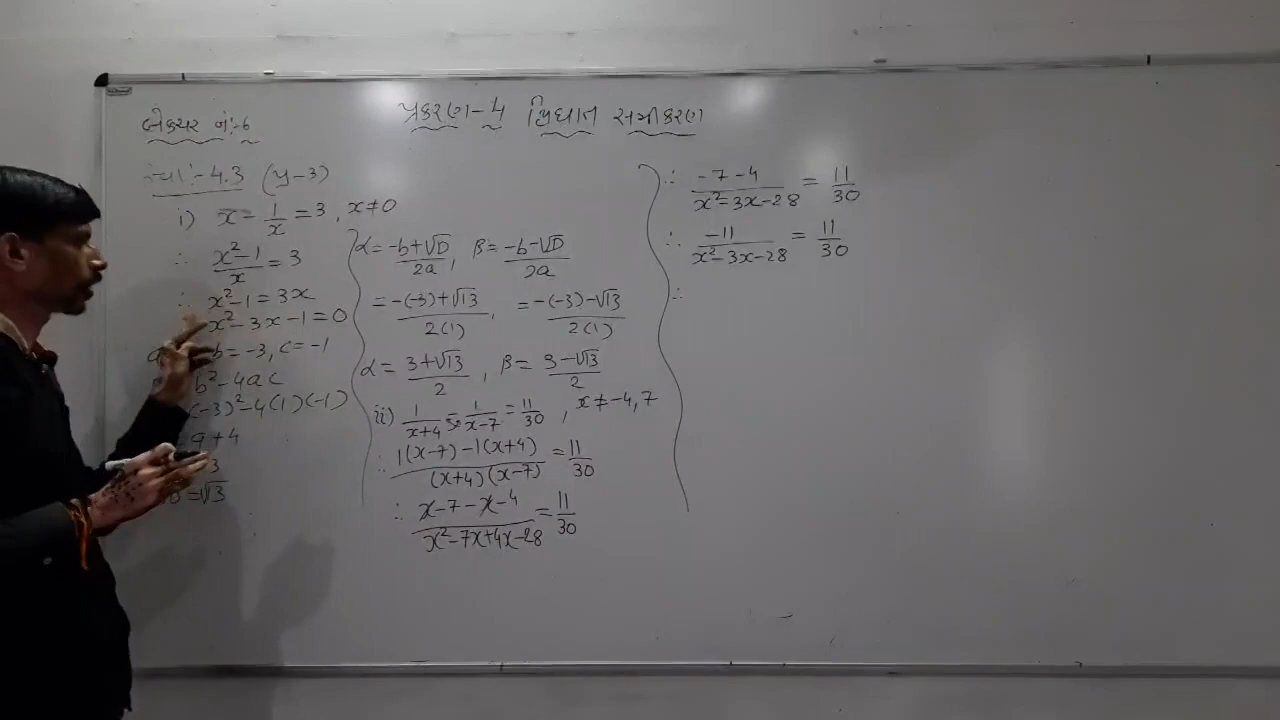 પ્રકરણ-4 દ્વિઘાત સમીકરણ
લેક્ચર નં:-6
સ્વા:-4.3 (પ્ર-3)
i) x - 1/x = 3, x ≠ 0
∴ (x² - 1)/x = 3
∴ x² - 1 = 3x
x² - 3x - 1 = 0
a b = -3, c = -1
b² - 4ac
(-3)² - 4(1)(-1)
9 + 4
3
= √13
α = (-b + √D)/2a, β = (-b - √D)/2a
= (-(-3) + √13)/2(1), = (-(-3) - √13)/2(1)
α = (3 + √13)/2, β = (3 - √13)/2
ii) 1/(x+4) - 1/(x-7) = 11/30, x ≠ -4, 7
∴ (1(x-7) - 1(x+4))/((x+4)(x-7)) = 11/30
∴ (x - 7 - x - 4)/(x² - 7x + 4x - 28) = 11/30
∴ (-7 - 4)/(x² - 3x - 28) = 11/30
∴ -11/(x² - 3x - 28) = 11/30
∴